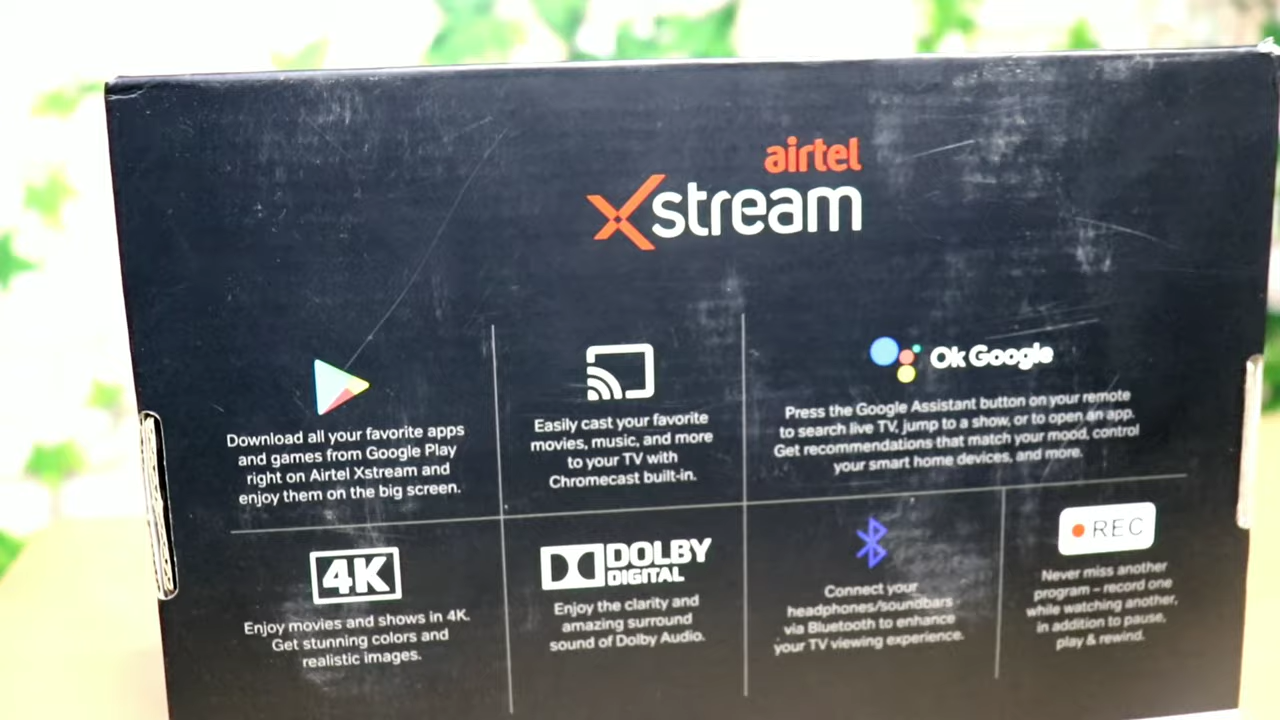 airtel
Xstream
Download all your favorite apps
and games from Google Play
right on Airtel Xstream and
enjoy them on the big screen.
Easily cast your favorite
movies, music, and more
to your TV with
Chromecast built-in.
Ok Google
Press the Google Assistant button on your remote
to search live TV, jump to a show, or to open an app.
Get recommendations that match your mood, control
your smart home devices, and more.
4K
Enjoy movies and shows in 4K.
Get stunning colors and
realistic images.
DOLBY
DIGITAL
Enjoy the clarity and
amazing surround
sound of Dolby Audio.
Connect your
headphones/soundbars
via Bluetooth to enhance
your TV viewing experience.
REC
Never miss another
program – record one
while watching another,
in addition to pause,
play & rewind.